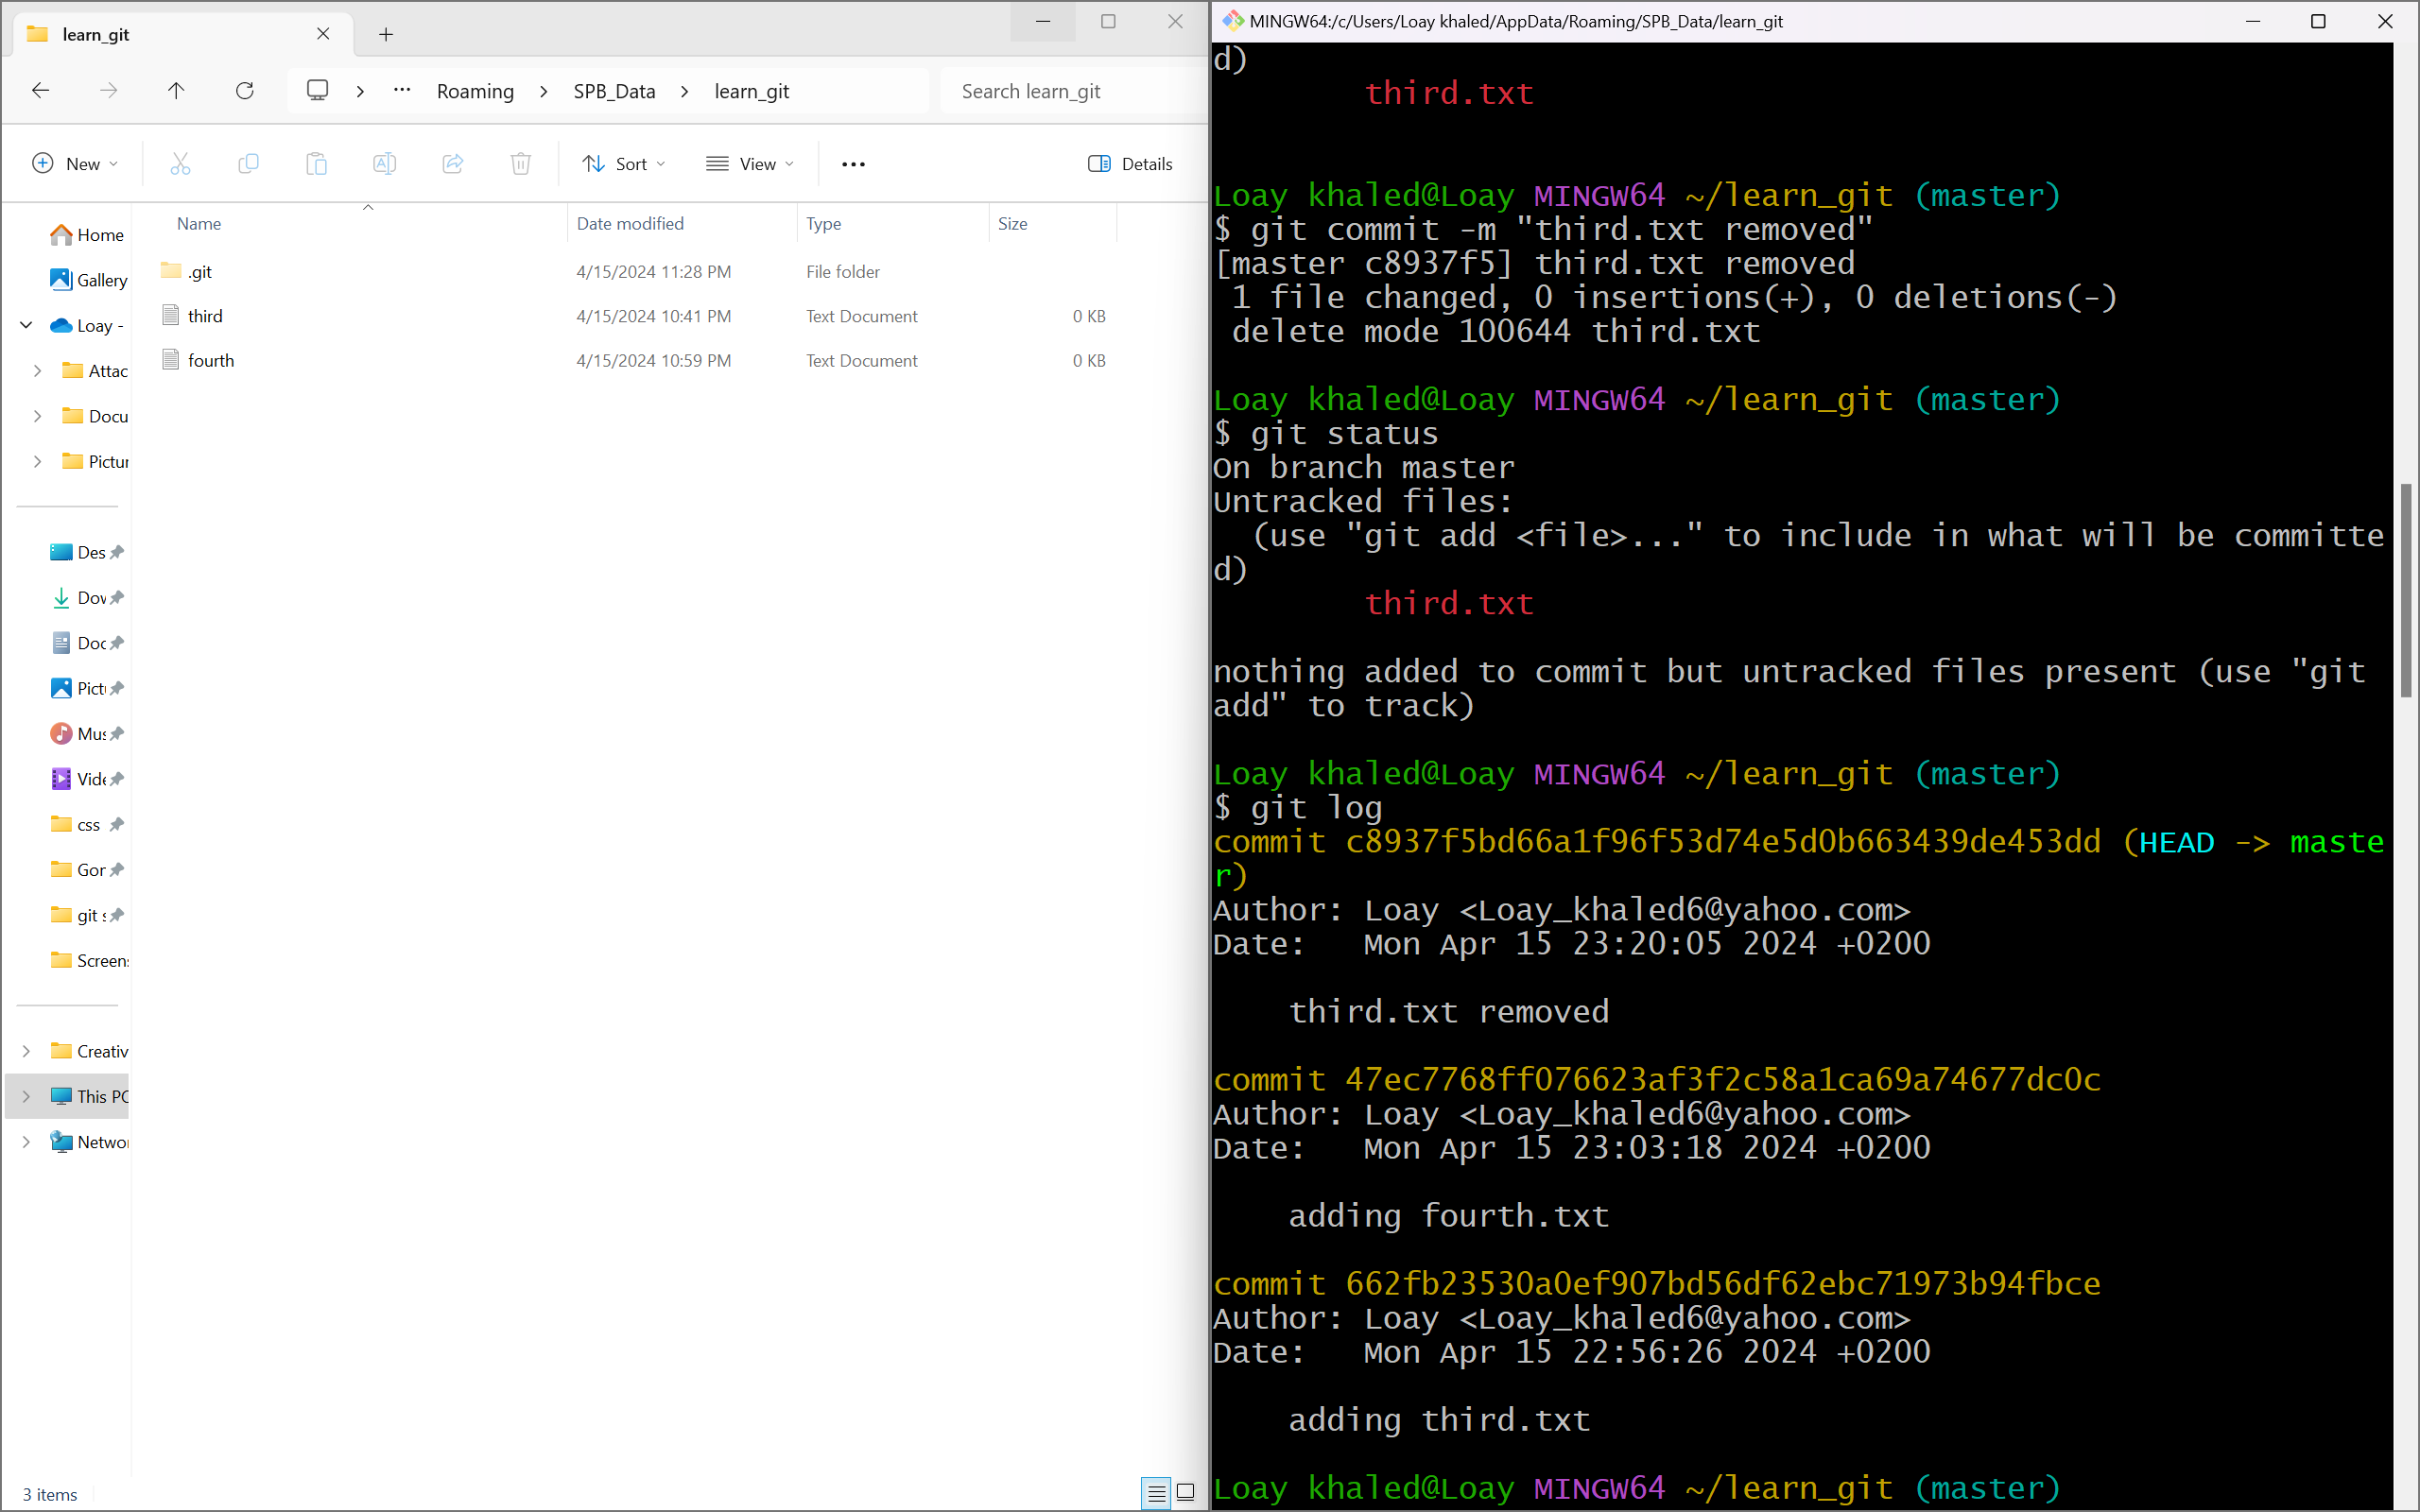 learn_git
Roaming
SPB_Data
learn_git
Search learn_git
New
Sort
View
Details
Name
Date modified
Type
Size
.git
4/15/2024 11:28 PM
File folder
third
4/15/2024 10:41 PM
Text Document
0 KB
fourth
4/15/2024 10:59 PM
Text Document
0 KB
Home
Gallery
Loay -
Attac
Docu
Pictur
Des
Dov
Doc
Pict
Mus
Vide
css
Gor
git s
Screens
Creativ
This PC
Networ
3 items
MINGW64:/c/Users/Loay khaled/AppData/Roaming/SPB_Data/learn_git
d)
third.txt
Loay khaled@Loay MINGW64 ~/learn_git (master)
$ git commit -m "third.txt removed"
[master c8937f5] third.txt removed
1 file changed, 0 insertions(+), 0 deletions(-)
delete mode 100644 third.txt
Loay khaled@Loay MINGW64 ~/learn_git (master)
$ git status
On branch master
Untracked files:
(use "git add <file>..." to include in what will be committe
d)
third.txt
nothing added to commit but untracked files present (use "git
add" to track)
Loay khaled@Loay MINGW64 ~/learn_git (master)
$ git log
commit c8937f5bd66a1f96f53d74e5d0b663439de453dd (HEAD -> maste
r)
Author: Loay <Loay_khaled6@yahoo.com>
Date:   Mon Apr 15 23:20:05 2024 +0200
third.txt removed
commit 47ec7768ff076623af3f2c58a1ca69a74677dc0c
Author: Loay <Loay_khaled6@yahoo.com>
Date:   Mon Apr 15 23:03:18 2024 +0200
adding fourth.txt
commit 662fb23530a0ef907bd56df62ebc71973b94fbce
Author: Loay <Loay_khaled6@yahoo.com>
Date:   Mon Apr 15 22:56:26 2024 +0200
adding third.txt
Loay khaled@Loay MINGW64 ~/learn_git (master)